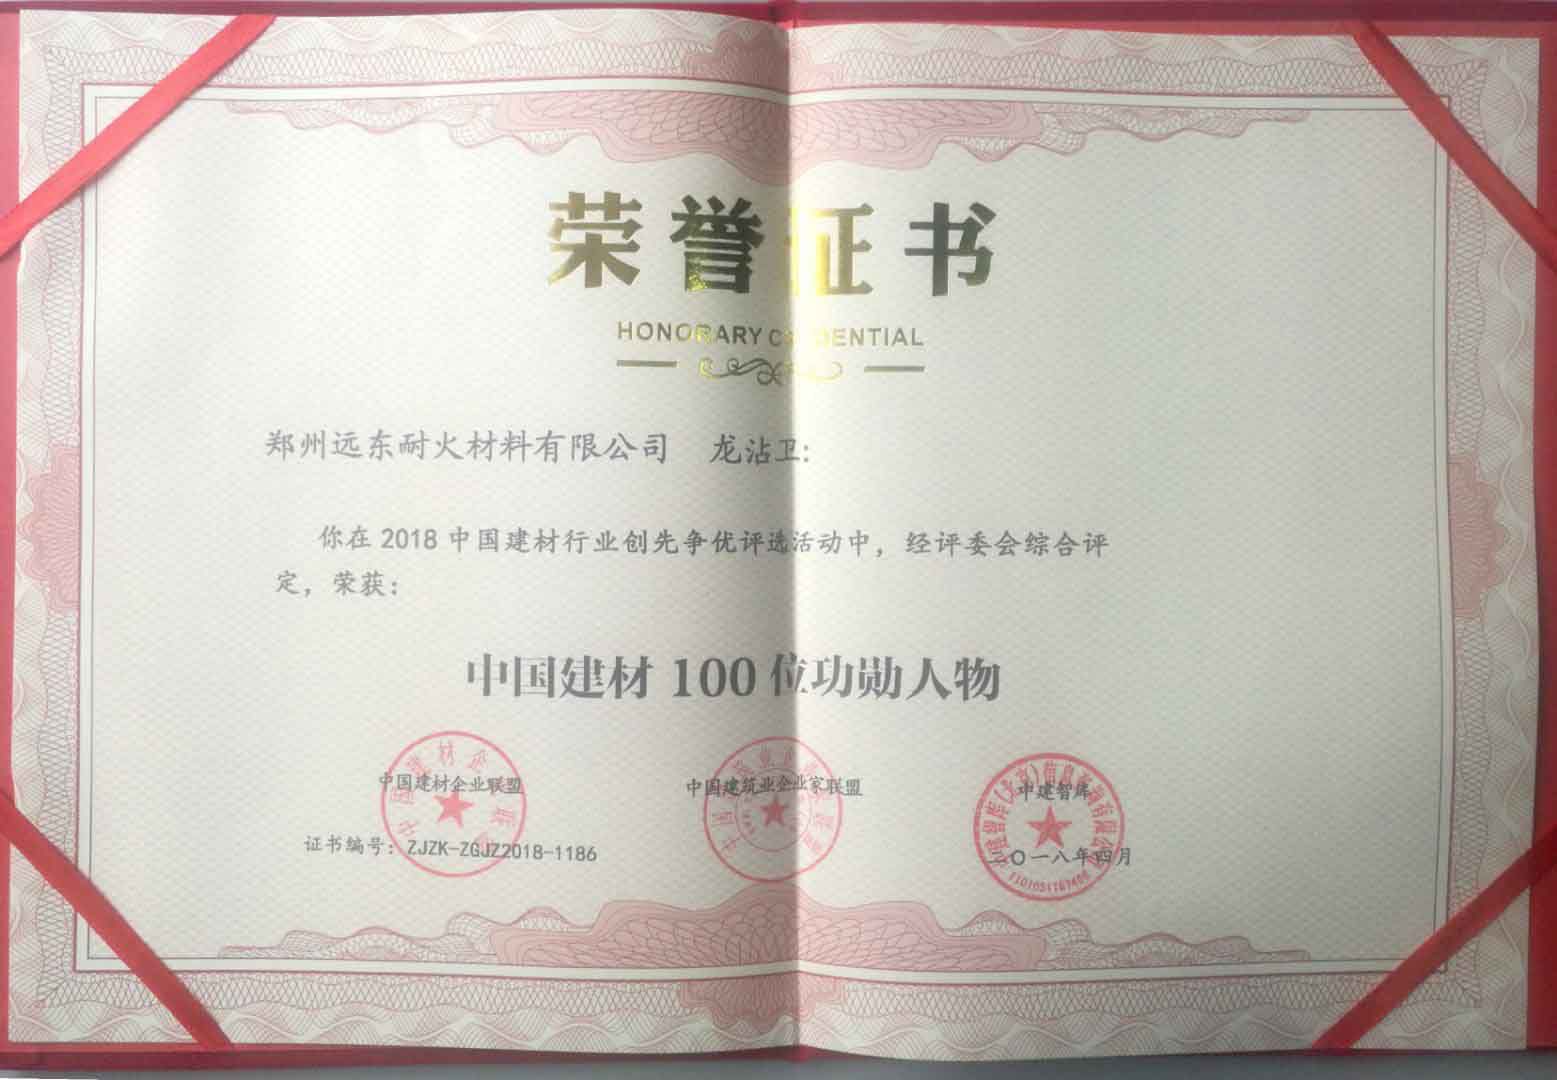 荣誉证书
HONORARY CREDENTIAL
郑州远东耐火材料有限公司 龙沾卫:
你在2018中国建材行业创先争优评选活动中，经评委会综合评
定，荣获：
中国建材100位功勋人物
中国建材企业联盟 中国建筑业企业家联盟 中建智库
证书编号：ZJZK-ZGJZ2018-1186 二〇一八年四月